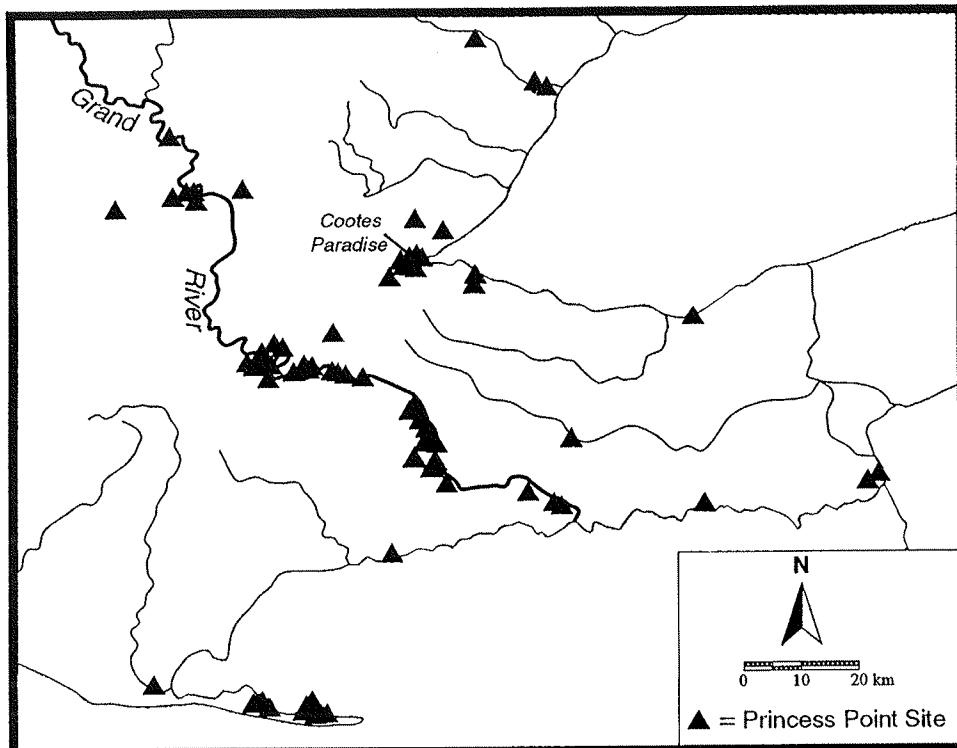 Grand
River
Cootes
Paradise
N
0 10 20 km
▲ = Princess Point Site